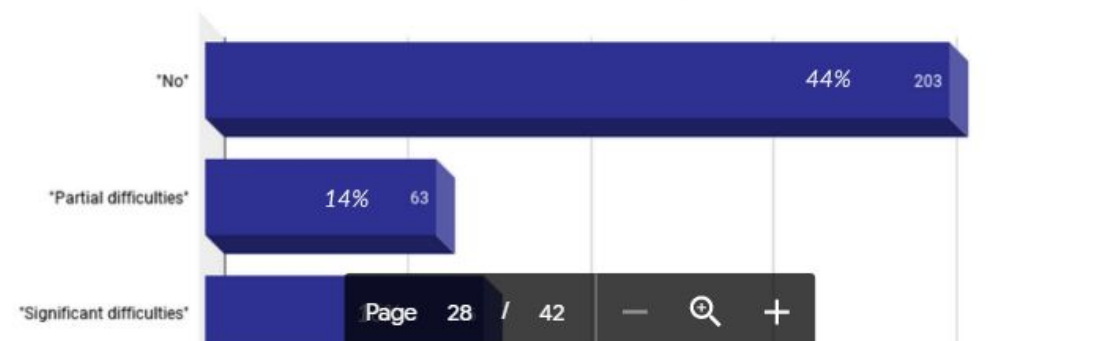 "No" 44% 203
"Partial difficulties" 14% 63
"Significant difficulties"
Page 28 / 42